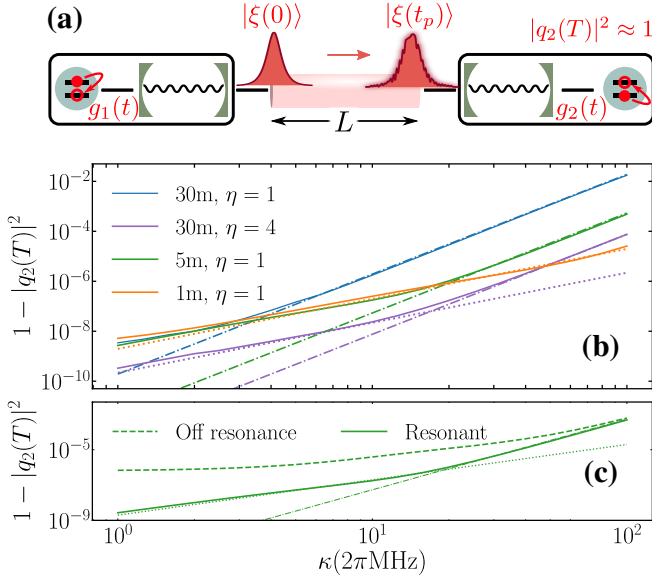 (a)
|ξ(0)⟩
|ξ(t_p)⟩
|q_2(T)|^2 ≈ 1
g_1(t)
g_2(t)
L
1 − |q_2(T)|^2
10^{-2}
10^{-4}
10^{-6}
10^{-8}
10^{-10}
30m, η = 1
30m, η = 4
5m, η = 1
1m, η = 1
(b)
1 − |q_2(T)|^2
10^{-5}
10^{-9}
Off resonance
Resonant
(c)
10^0
10^1
10^2
κ(2πMHz)